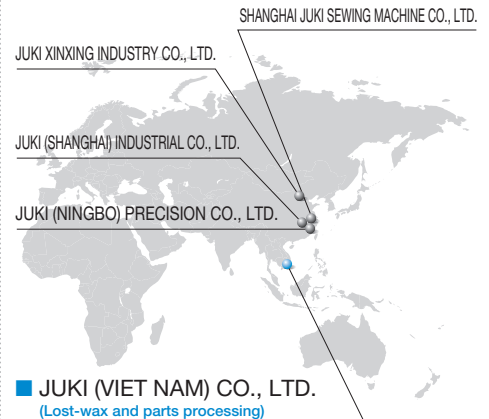 SHANGHAI JUKI SEWING MACHINE CO., LTD.
JUKI XINXING INDUSTRY CO., LTD.
JUKI (SHANGHAI) INDUSTRIAL CO., LTD.
JUKI (NINGBO) PRECISION CO., LTD.
JUKI (VIET NAM) CO., LTD.
(Lost-wax and parts processing)